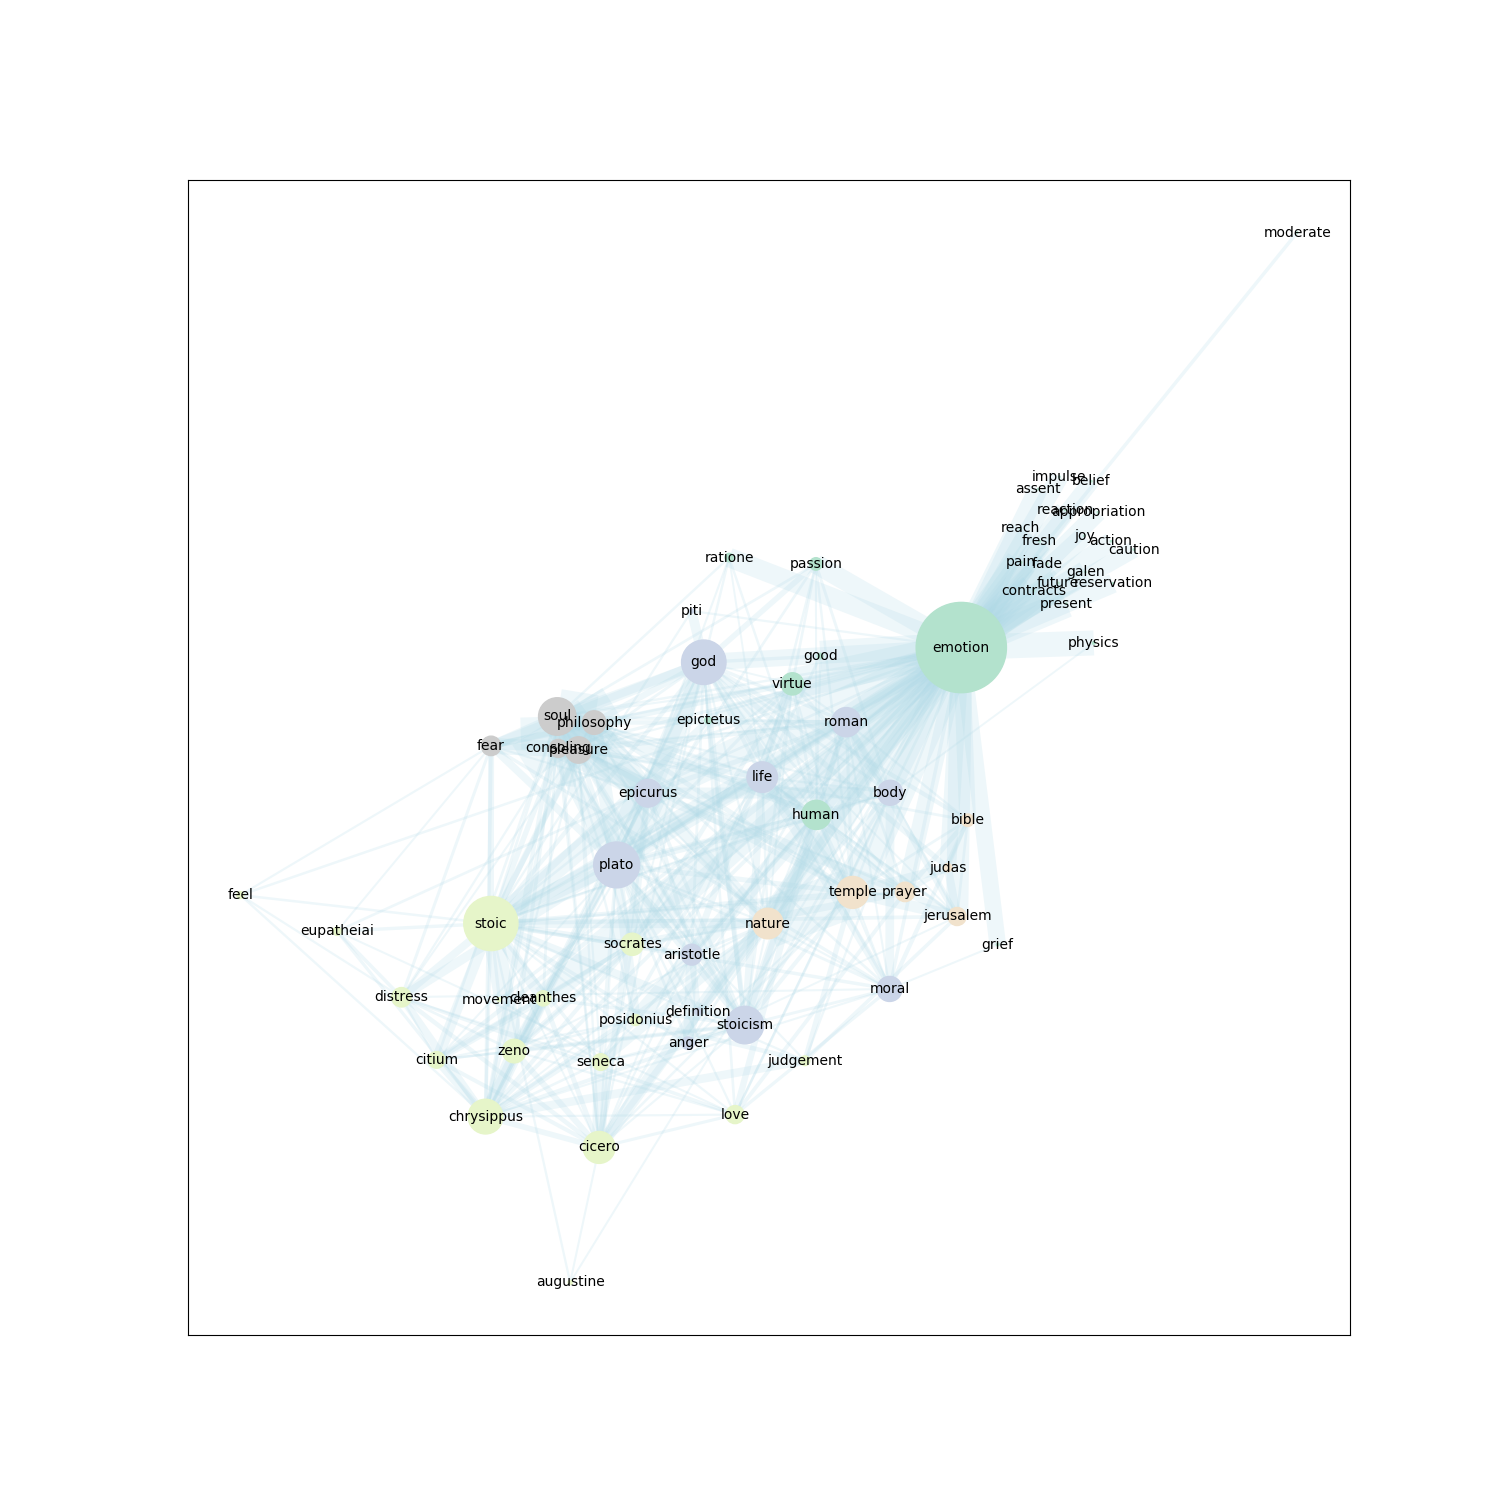 moderate
impulse
belief
assent
reaction
appropriation
reach
joy
fresh
action
caution
ratione
passion
pain
fade
galen
future
reservation
contracts
present
piti
physics
emotion
good
god
virtue
soul
philosophy
epictetus
roman
fear
consoling
pleasure
life
epicurus
body
human
bible
plato
judas
feel
temple
prayer
jerusalem
stoic
nature
eupatheiai
socrates
grief
aristotle
moral
distress
movement
cleanthes
definition
posidonius
stoicism
anger
zeno
citium
seneca
judgement
love
chrysippus
cicero
augustine